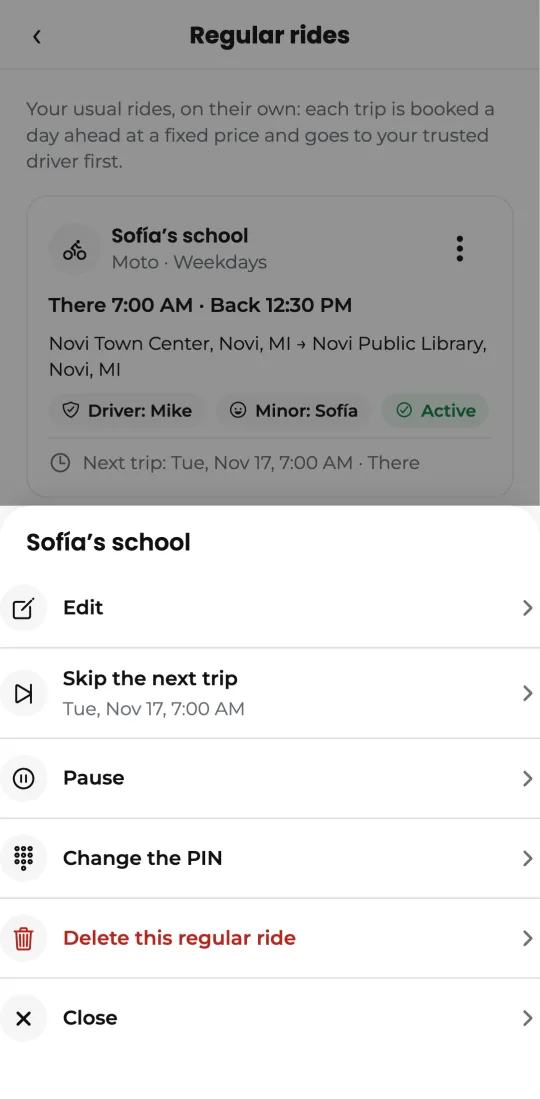 Regular rides
Your usual rides, on their own: each trip is booked a
day ahead at a fixed price and goes to your trusted
driver first.
Sofía’s school
Moto · Weekdays
There 7:00 AM · Back 12:30 PM
Novi Town Center, Novi, MI → Novi Public Library,
Novi, MI
Driver: Mike
Minor: Sofía
Active
Next trip: Tue, Nov 17, 7:00 AM · There
Sofía’s school
Edit
Skip the next trip
Tue, Nov 17, 7:00 AM
Pause
Change the PIN
Delete this regular ride
Close